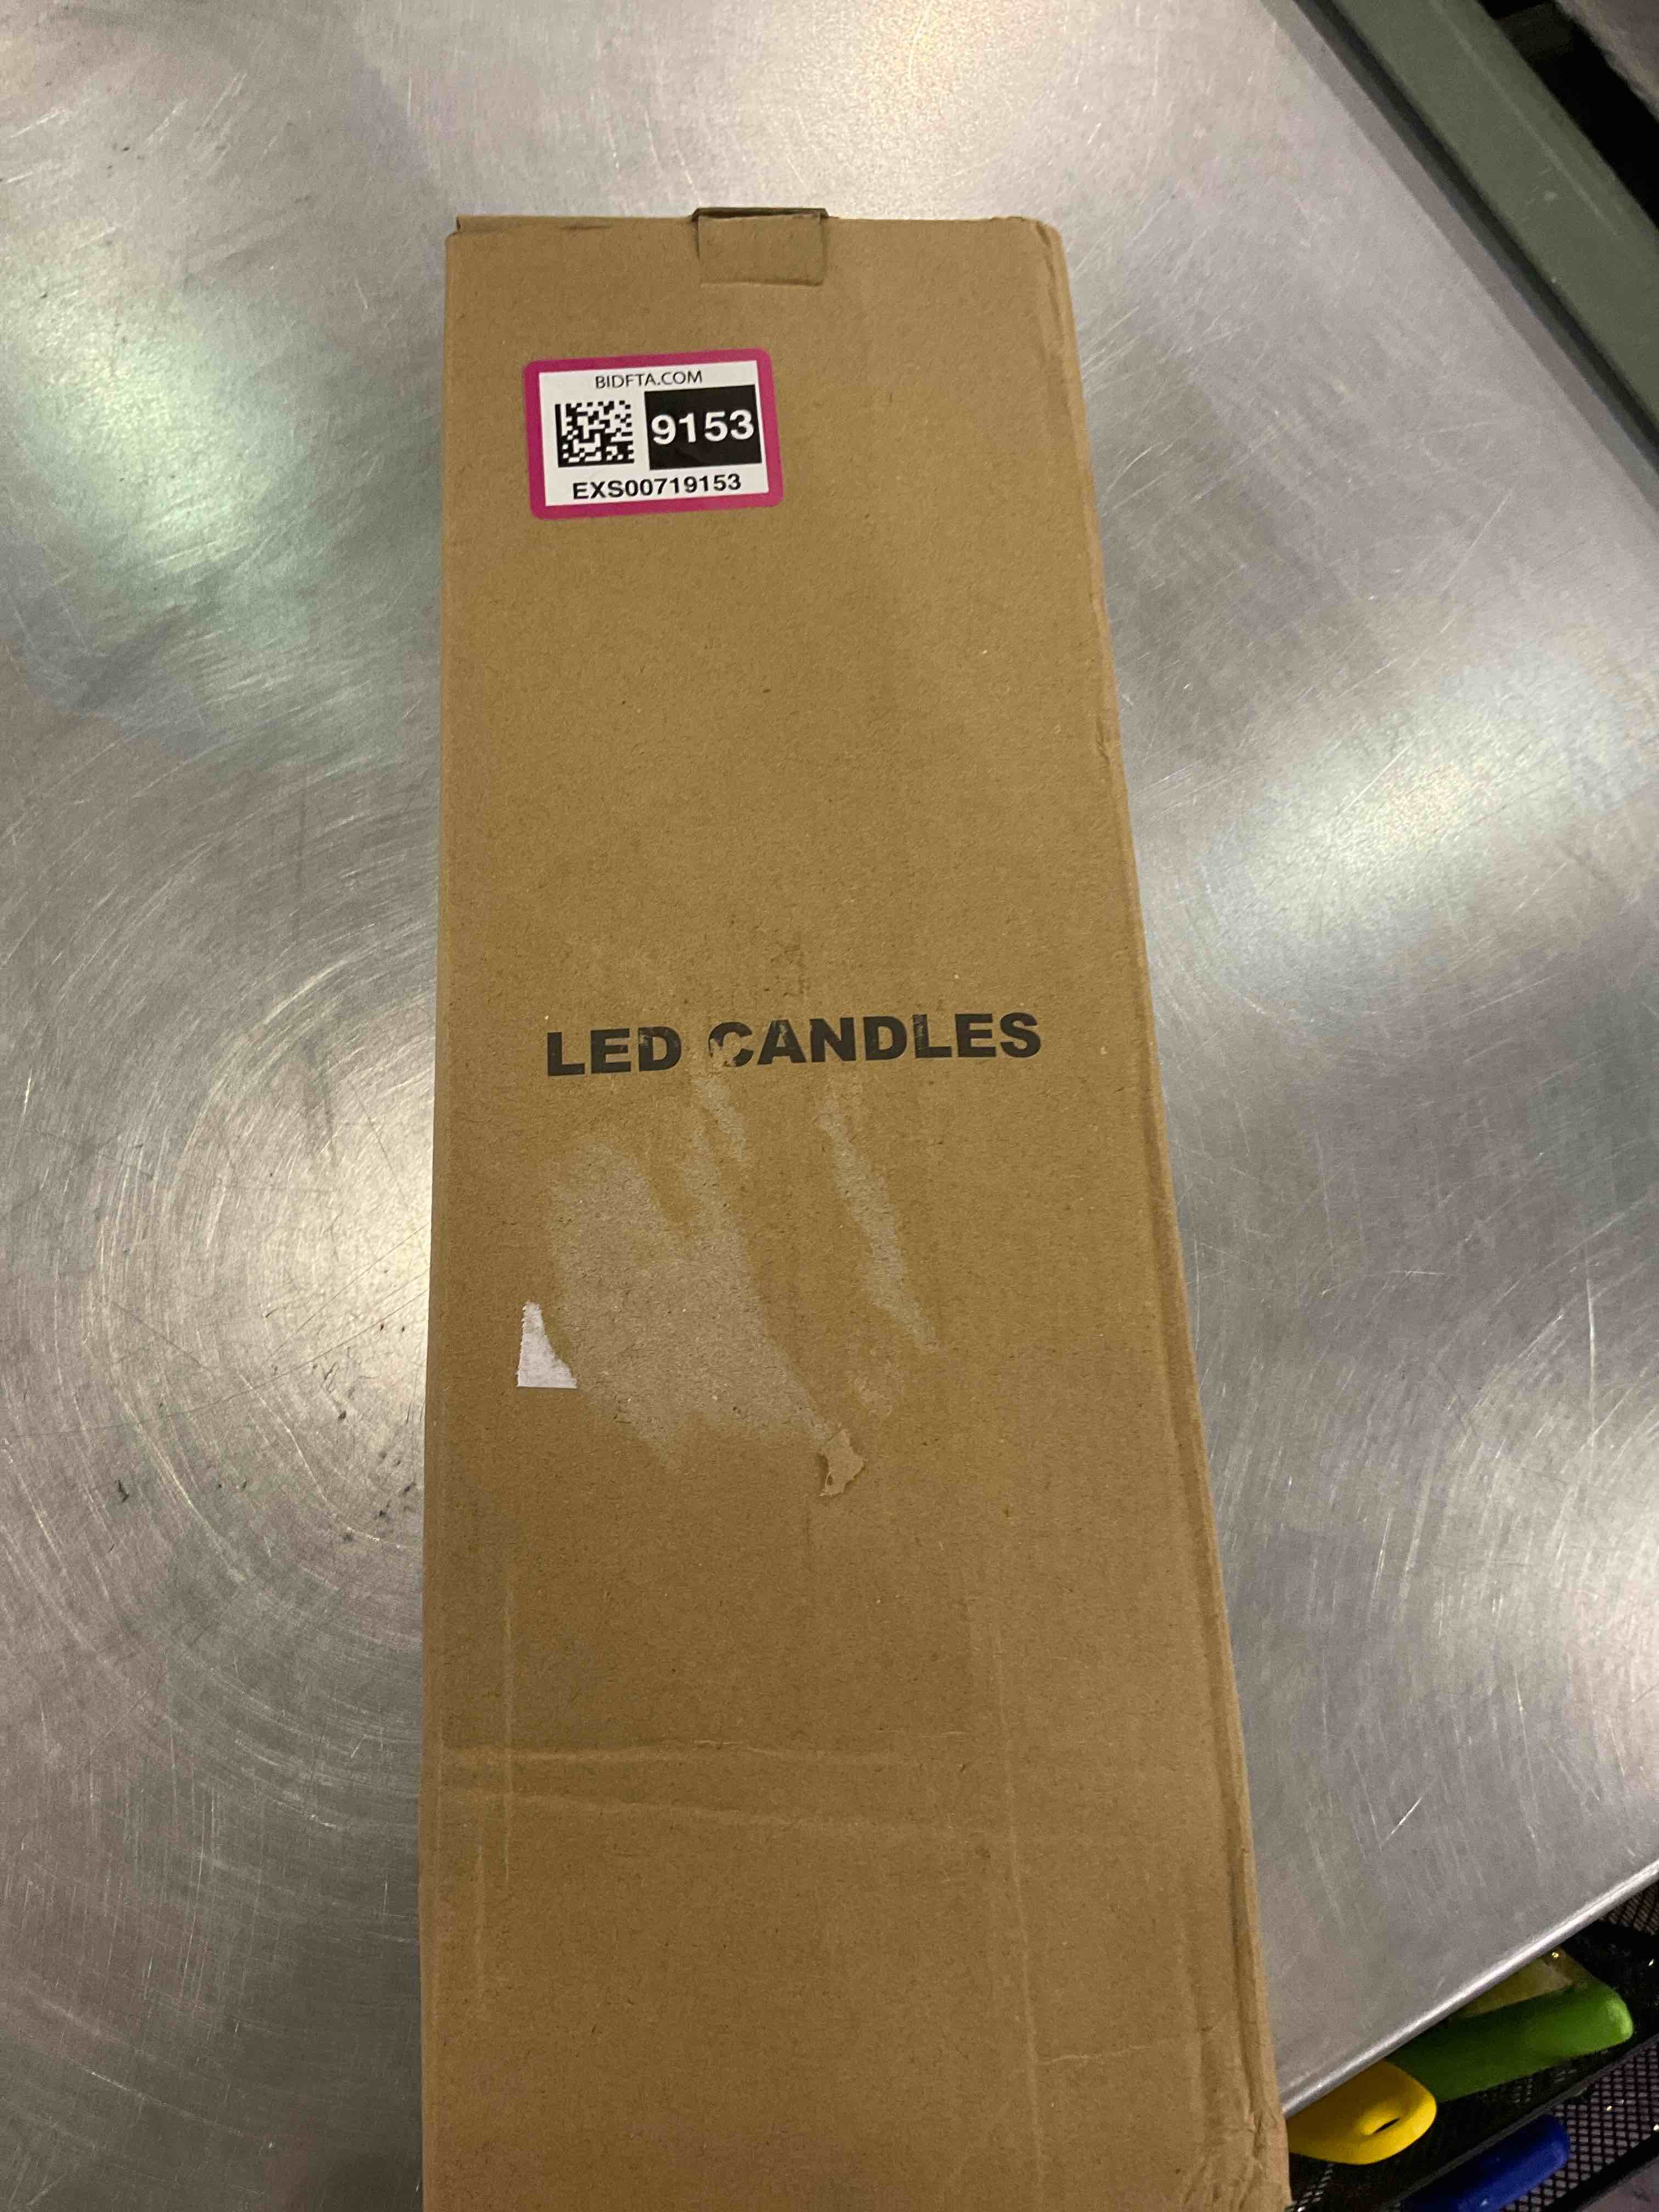 BIDFTA.COM
9153
EXS00719153
LED CANDLES